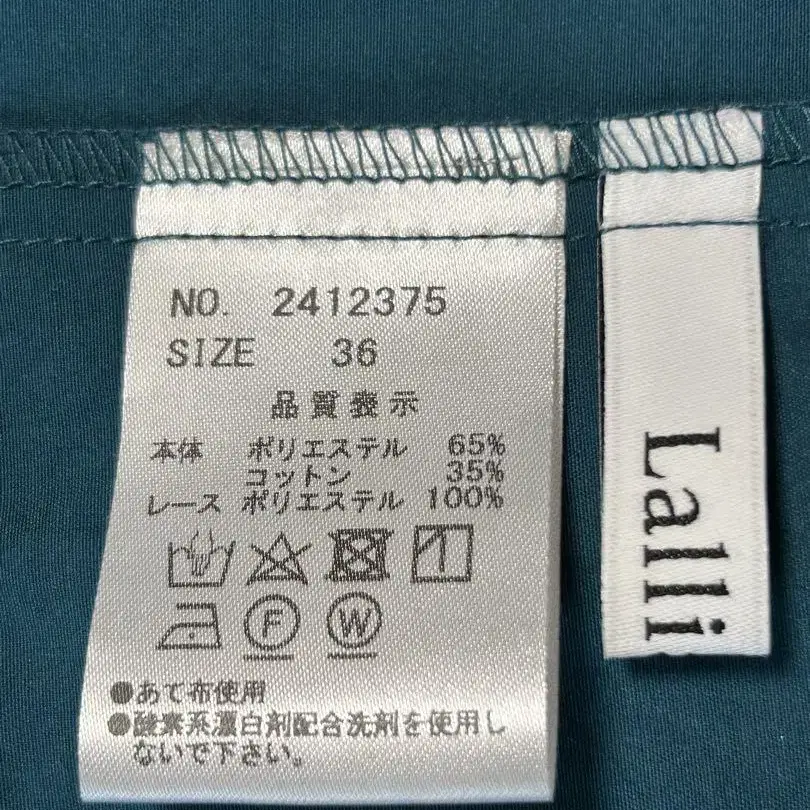 NO. 2412375
SIZE 36
品質表示
本体 ポリエステル 65%
コットン 35%
レース ポリエステル 100%
F W
●あて布使用
●酸素系漂白剤配合洗剤を使用し
ないで下さい。
Lalli